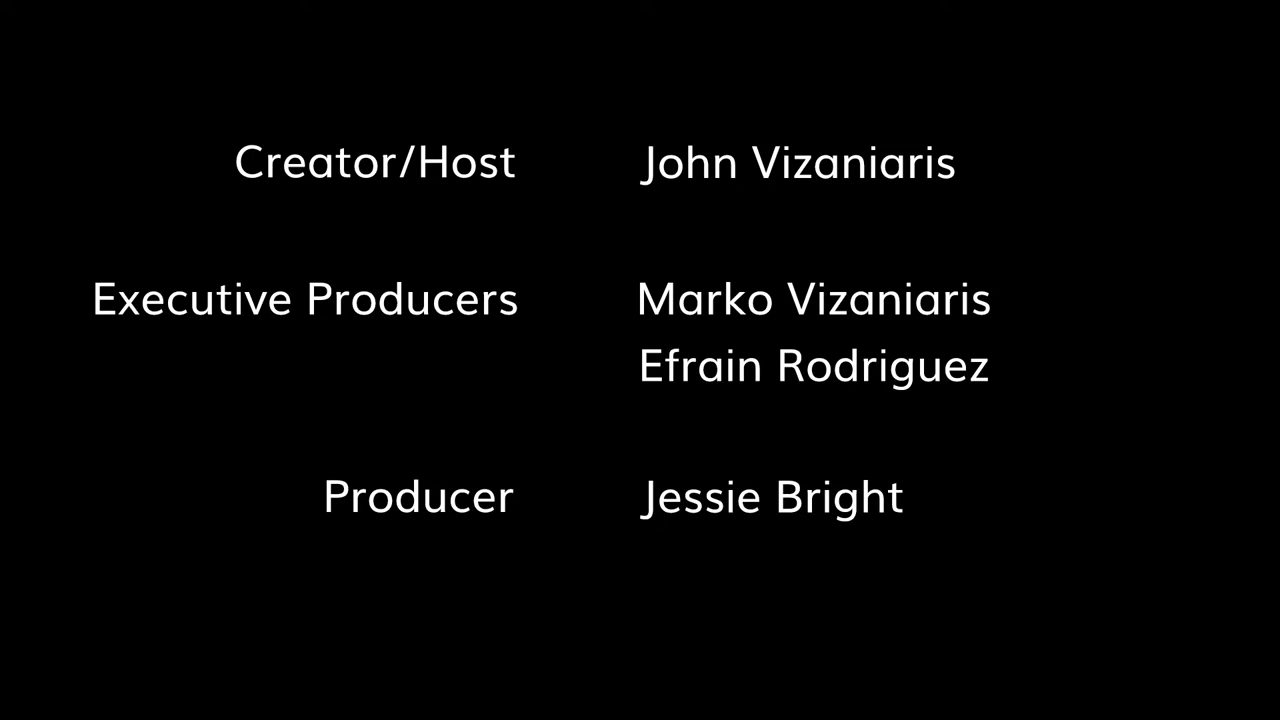 Creator/Host John Vizaniaris
Executive Producers Marko Vizaniaris
Efrain Rodriguez
Producer Jessie Bright